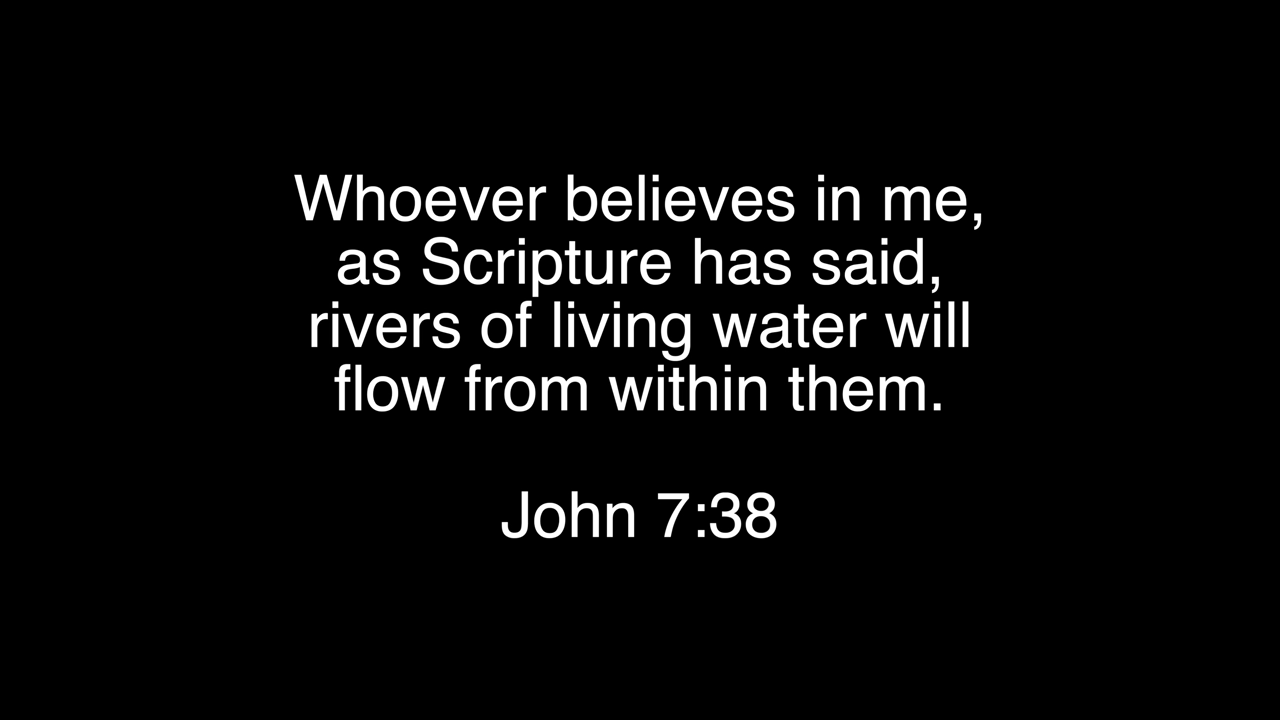 Whoever believes in me,
as Scripture has said,
rivers of living water will
flow from within them.
John 7:38